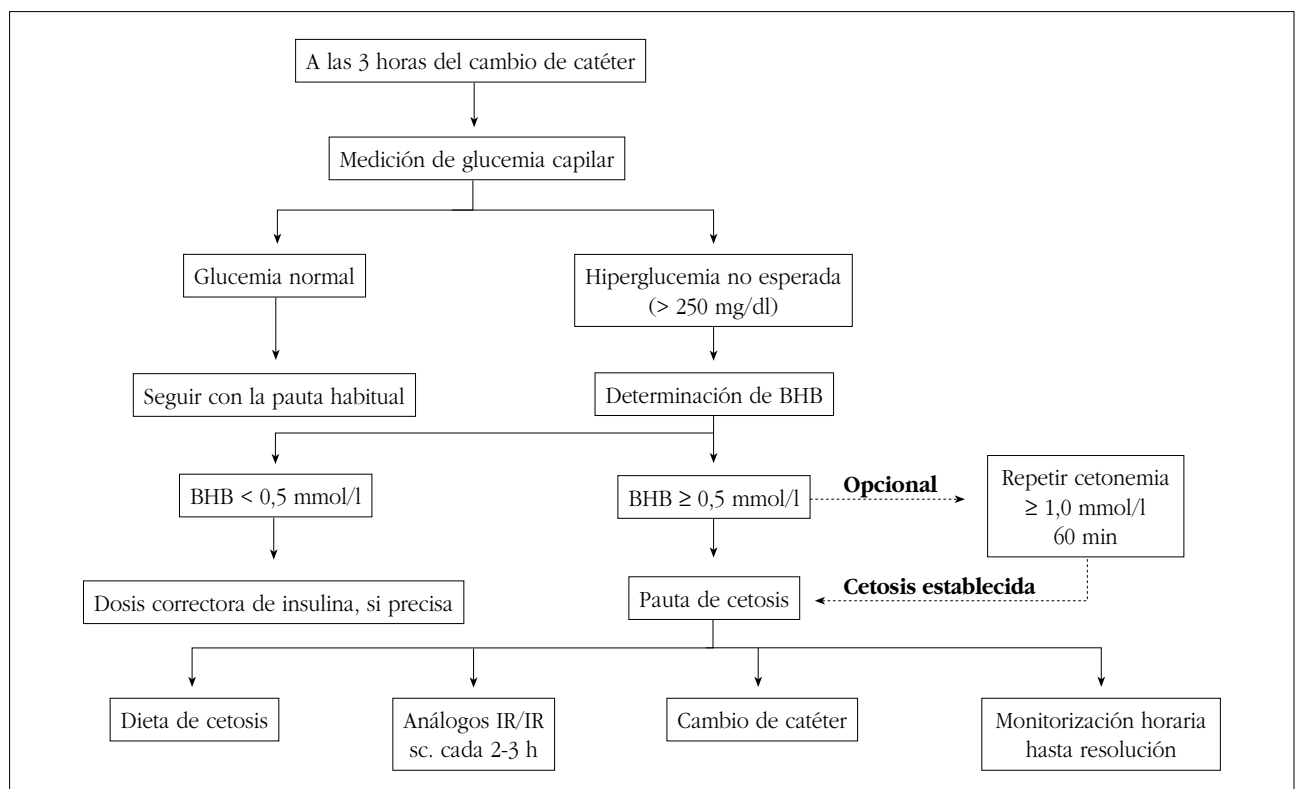 A las 3 horas del cambio de catéter
Medición de glucemia capilar
Glucemia normal
Hiperglucemia no esperada
(> 250 mg/dl)
Seguir con la pauta habitual
Determinación de BHB
BHB < 0,5 mmol/l
BHB ≥ 0,5 mmol/l
Opcional
Repetir cetonemia
≥ 1,0 mmol/l
60 min
Dosis correctora de insulina, si precisa
Pauta de cetosis
Cetosis establecida
Dieta de cetosis
Análogos IR/IR
sc. cada 2-3 h
Cambio de catéter
Monitorización horaria
hasta resolución